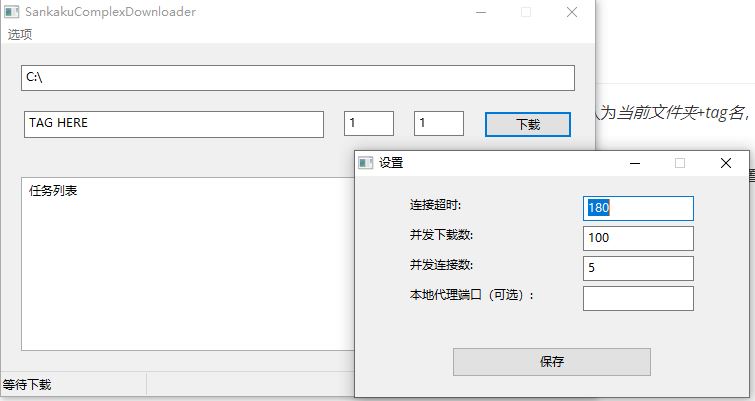 SankakuComplexDownloader
选项
C:\
人为当前文件夹+tag名，
TAG HERE
1
1
下载
设置
任务列表
连接超时:
180
并发下载数:
100
并发连接数:
5
本地代理端口（可选）:
保存
等待下载